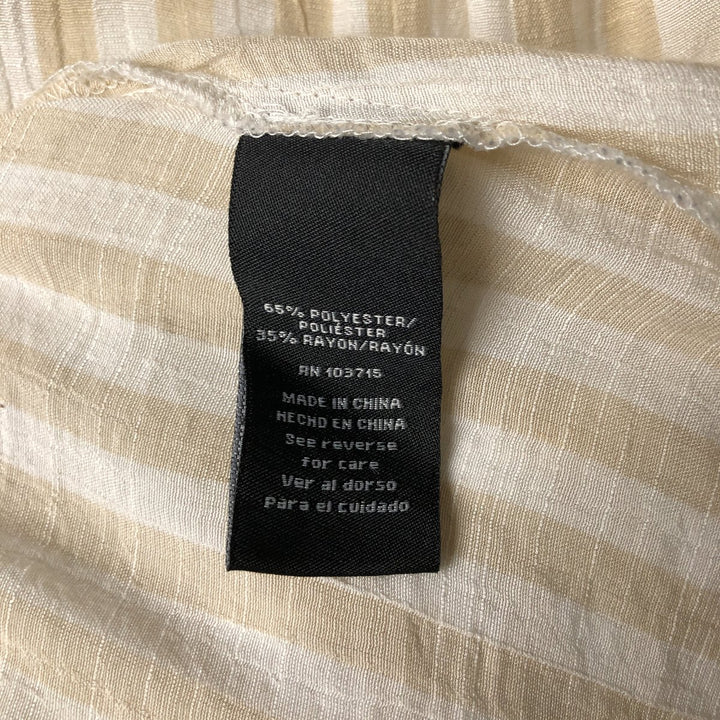 65% POLYESTER/
POLIÉSTER
35% RAYON/RAYÓN
RN 103715
MADE IN CHINA
HECHO EN CHINA
See reverse
for care
Ver al dorso
Para el cuidado